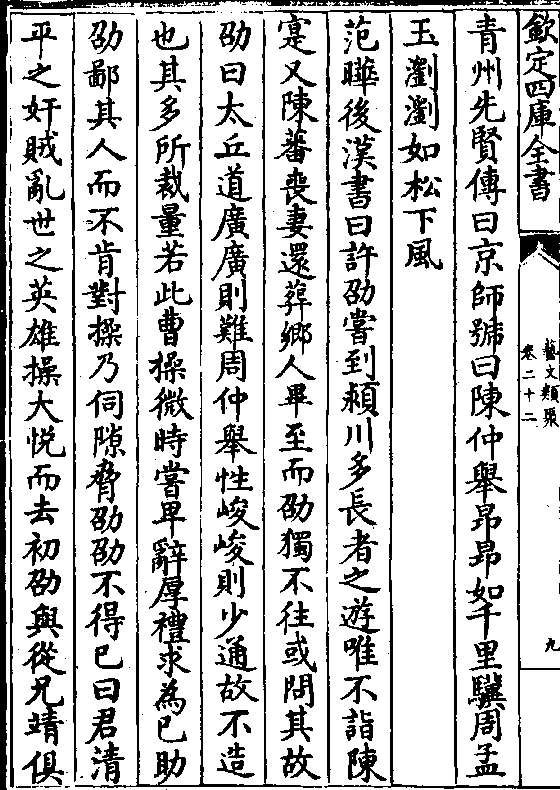 欽定四庫全書
藝文類聚
卷二十二
九
青州先賢傳曰京師號曰陳仲舉昂昂如千里驥周孟
玉瀏瀏如松下風
范曄後漢書曰許劭嘗到頴川多長者之遊唯不詣陳
寔又陳蕃喪妻還葬鄉人畢至而劭獨不往或問其故
劭曰太丘道廣廣則難周仲舉性峻峻則少通故不造
也其多所裁量若此曹操微時嘗卑辭厚禮求為已助
劭鄙其人而不肯對操乃伺隙脅劭劭不得已曰君清
平之奸賊亂世之英雄操大悦而去初劭與從兄靖俱